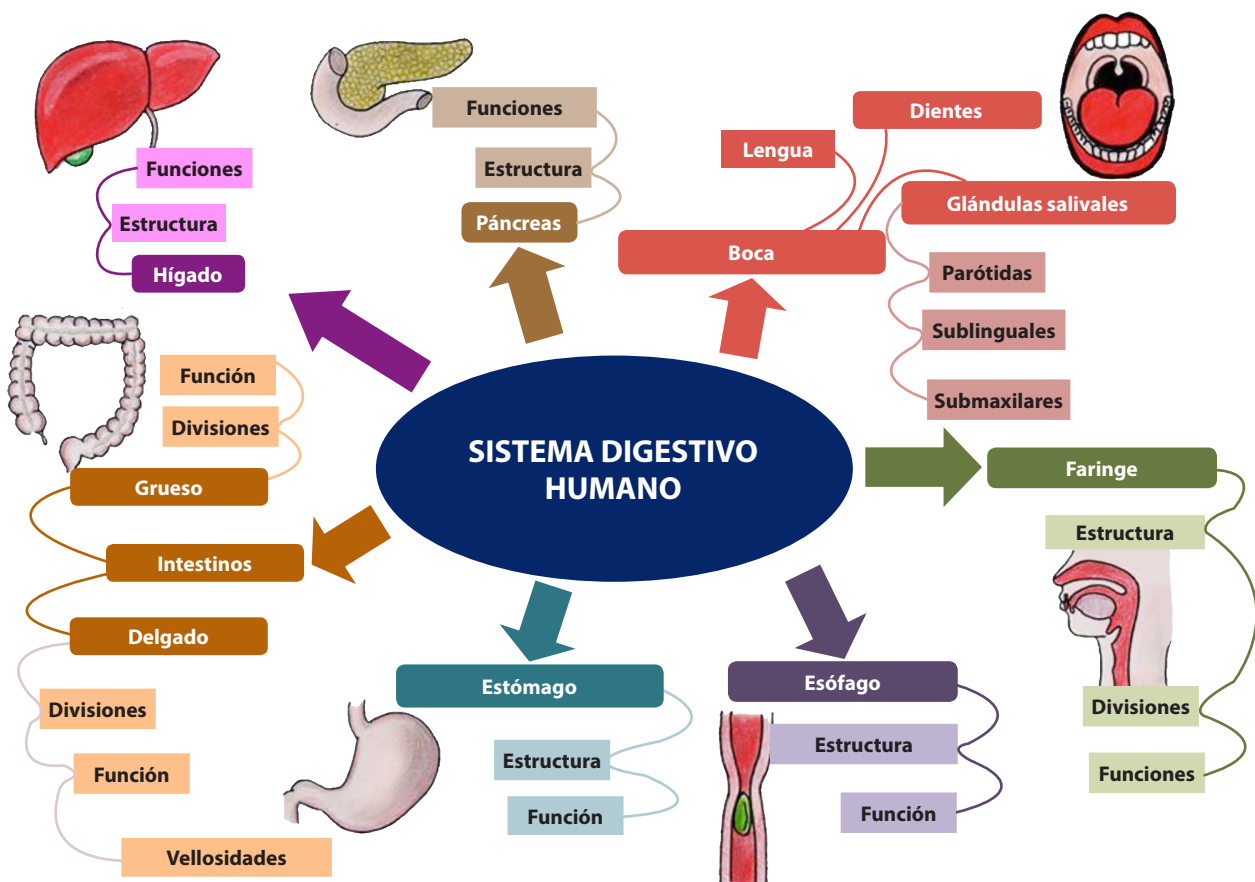 SISTEMA DIGESTIVO
HUMANO
Funciones
Estructura
Hígado
Funciones
Estructura
Páncreas
Dientes
Lengua
Glándulas salivales
Boca
Parótidas
Sublinguales
Submaxilares
Faringe
Estructura
Divisiones
Funciones
Esófago
Estructura
Función
Estómago
Estructura
Función
Función
Divisiones
Grueso
Intestinos
Delgado
Divisiones
Función
Vellosidades